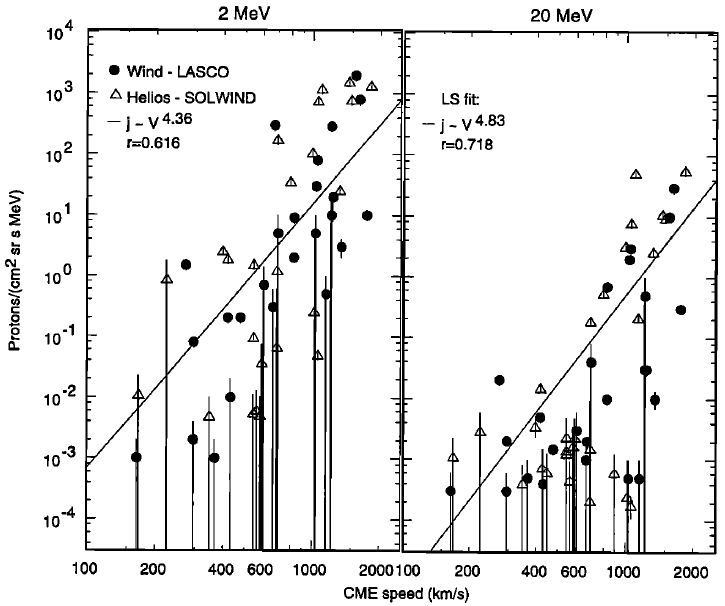 2 MeV
20 MeV
10^4
10^3
10^2
10^1
10^0
10^-1
10^-2
10^-3
10^-4
Protons/(cm2 sr s MeV)
● Wind - LASCO
△ Helios - SOLWIND
— j ~ V^4.36
r=0.616
LS fit:
— j ~ V^4.83
r=0.718
100 200 400 600 1000 2000
100 200 400 600 1000 2000
CME speed (km/s)